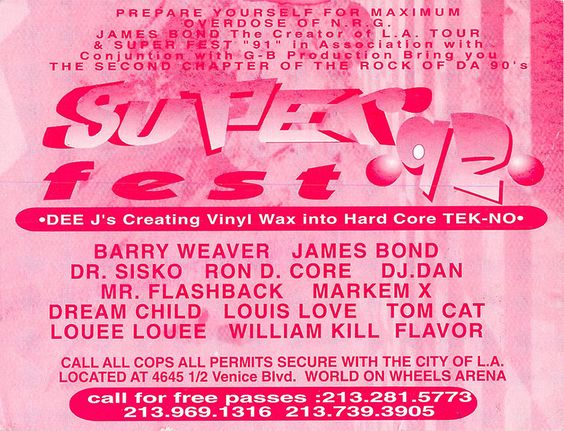 PREPARE YOURSELF FOR MAXIMUM
OVERDOSE OF N.R.G.
JAMES BOND The Creator of L.A. TOUR
& SUPER FEST "91" in Association with
Conjuntion with G-B Production Bring you
THE SECOND CHAPTER OF THE ROCK OF DA 90's
SUPER
fest '92
•DEE J's Creating Vinyl Wax into Hard Core TEK-NO•
BARRY WEAVER JAMES BOND
DR. SISKO RON D. CORE DJ.DAN
MR. FLASHBACK MARKEM X
DREAM CHILD LOUIS LOVE TOM CAT
LOUEE LOUEE WILLIAM KILL FLAVOR
CALL ALL COPS ALL PERMITS SECURE WITH THE CITY OF L.A.
LOCATED AT 4645 1/2 Venice Blvd. WORLD ON WHEELS ARENA
call for free passes :213.281.5773
213.969.1316 213.739.3905